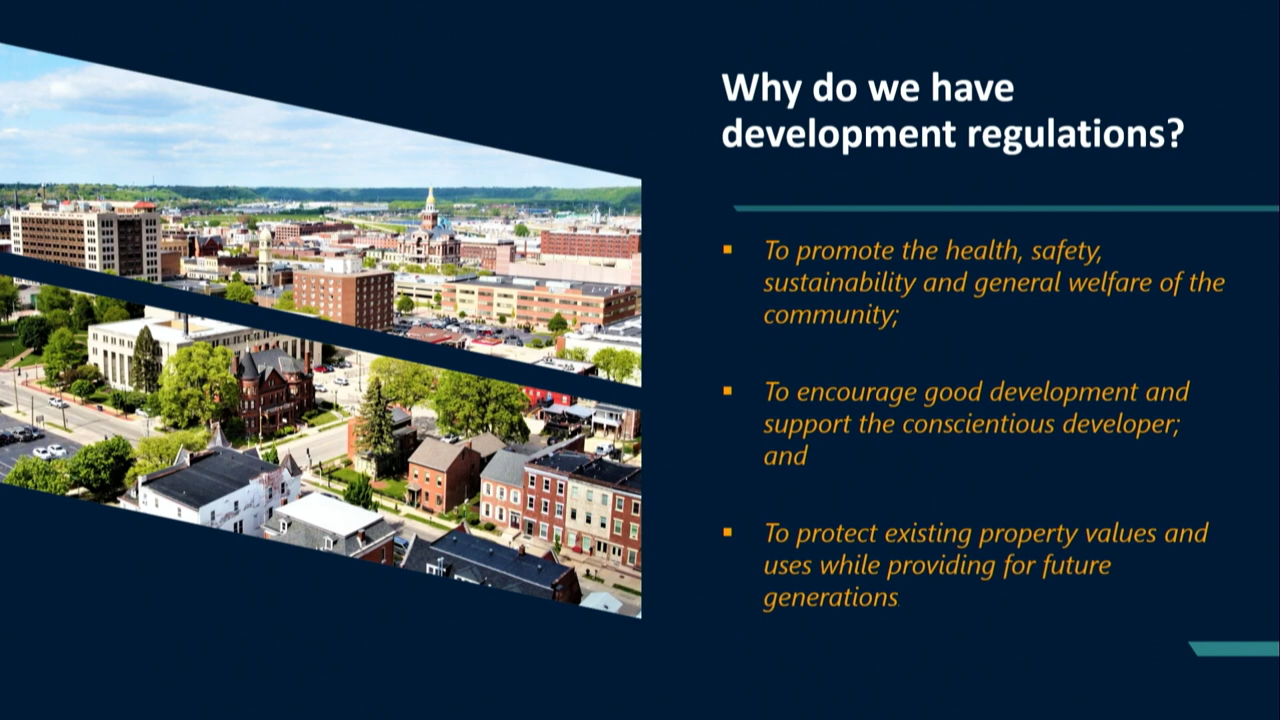 Why do we have
development regulations?
▪ To promote the health, safety,
sustainability and general welfare of the
community;
▪ To encourage good development and
support the conscientious developer;
and
▪ To protect existing property values and
uses while providing for future
generations.